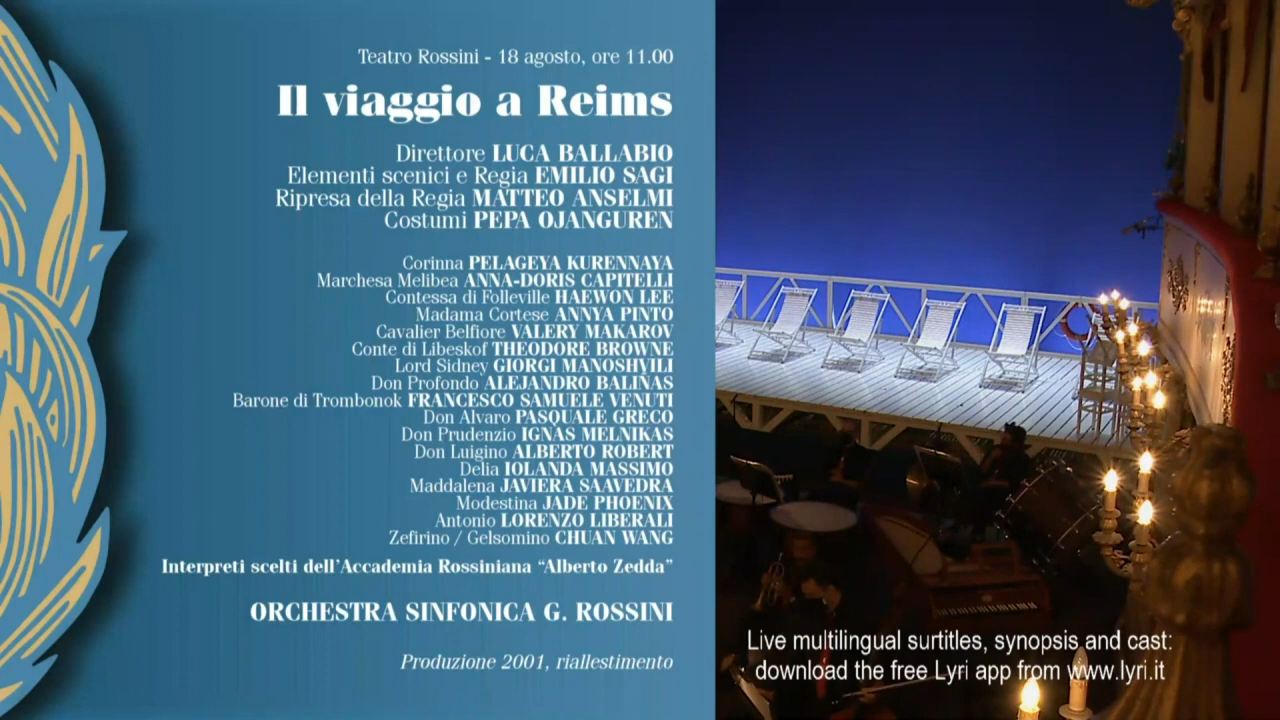 Teatro Rossini - 18 agosto, ore 11.00
Il viaggio a Reims
Direttore LUCA BALLABIO
Elementi scenici e Regia EMILIO SAGI
Ripresa della Regia MATTEO ANSELMI
Costumi PEPA OJANGUREN
Corinna PELAGEYA KURENNAYA
Marchesa Melibea ANNA-DORIS CAPITELLI
Contessa di Folleville HAEWON LEE
Madama Cortese ANNYA PINTO
Cavalier Belfiore VALERY MAKAROV
Conte di Libeskof THEODORE BROWNE
Lord Sidney GIORGI MANOSHVILI
Don Profondo ALEJANDRO BALIÑAS
Barone di Trombonok FRANCESCO SAMUELE VENUTI
Don Alvaro PASQUALE GRECO
Don Prudenzio IGNAS MELNIKAS
Don Luigino ALBERTO ROBERT
Delia IOLANDA MASSIMO
Maddalena JAVIERA SAAVEDRA
Modestina JADE PHOENIX
Antonio LORENZO LIBERALI
Zefirino / Gelsomino CHUAN WANG
Interpreti scelti dell'Accademia Rossiniana “Alberto Zedda”
ORCHESTRA SINFONICA G. ROSSINI
Produzione 2001, riallestimento
Live multilingual surtitles, synopsis and cast:
download the free Lyri app from www.lyri.it